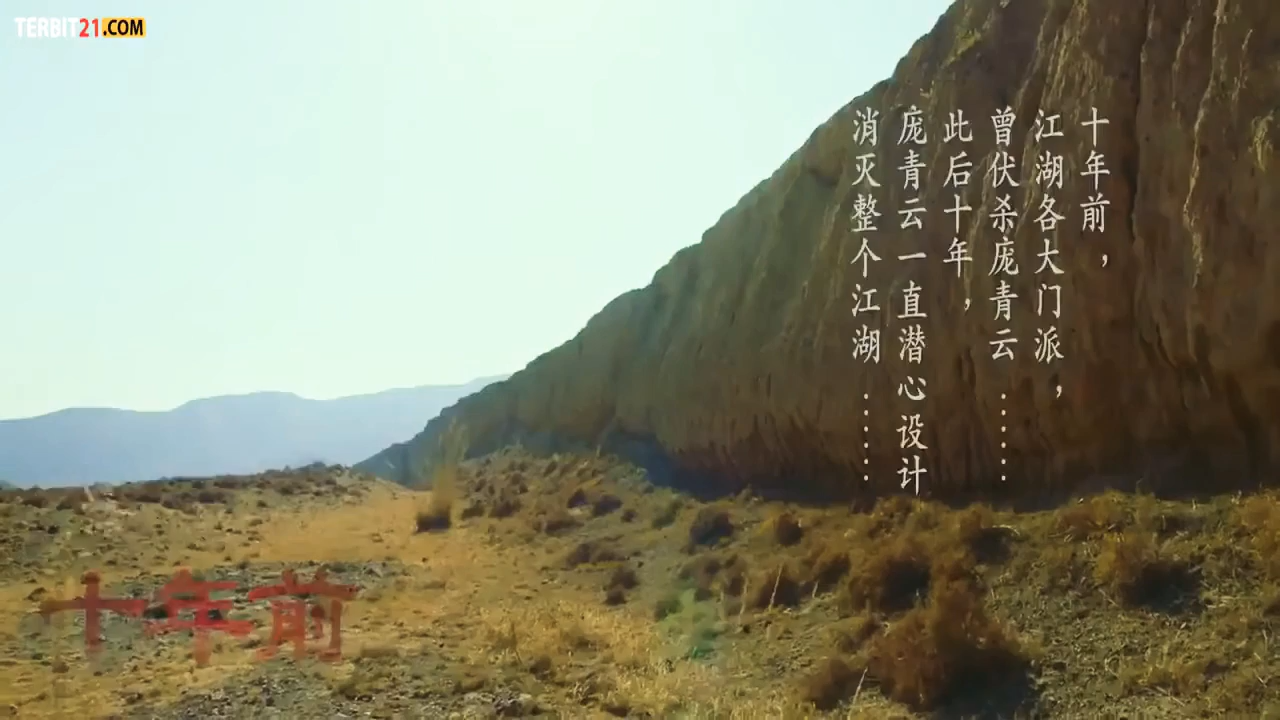 TERBIT21.COM
十年前，
江湖各大门派，
曾伏杀庞青云……
此后十年，
庞青云一直潜心设计
消灭整个江湖……
十年前